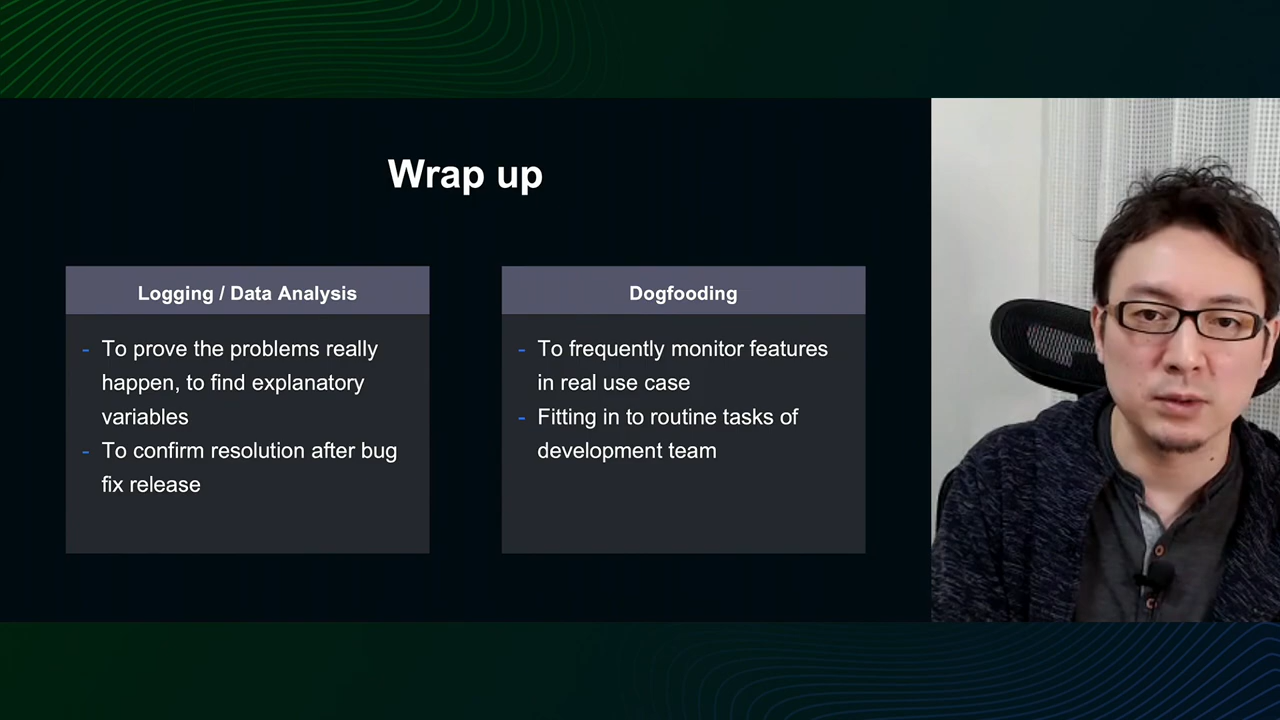 Wrap up
Logging / Data Analysis
- To prove the problems really
happen, to find explanatory
variables
- To confirm resolution after bug
fix release
Dogfooding
- To frequently monitor features
in real use case
- Fitting in to routine tasks of
development team